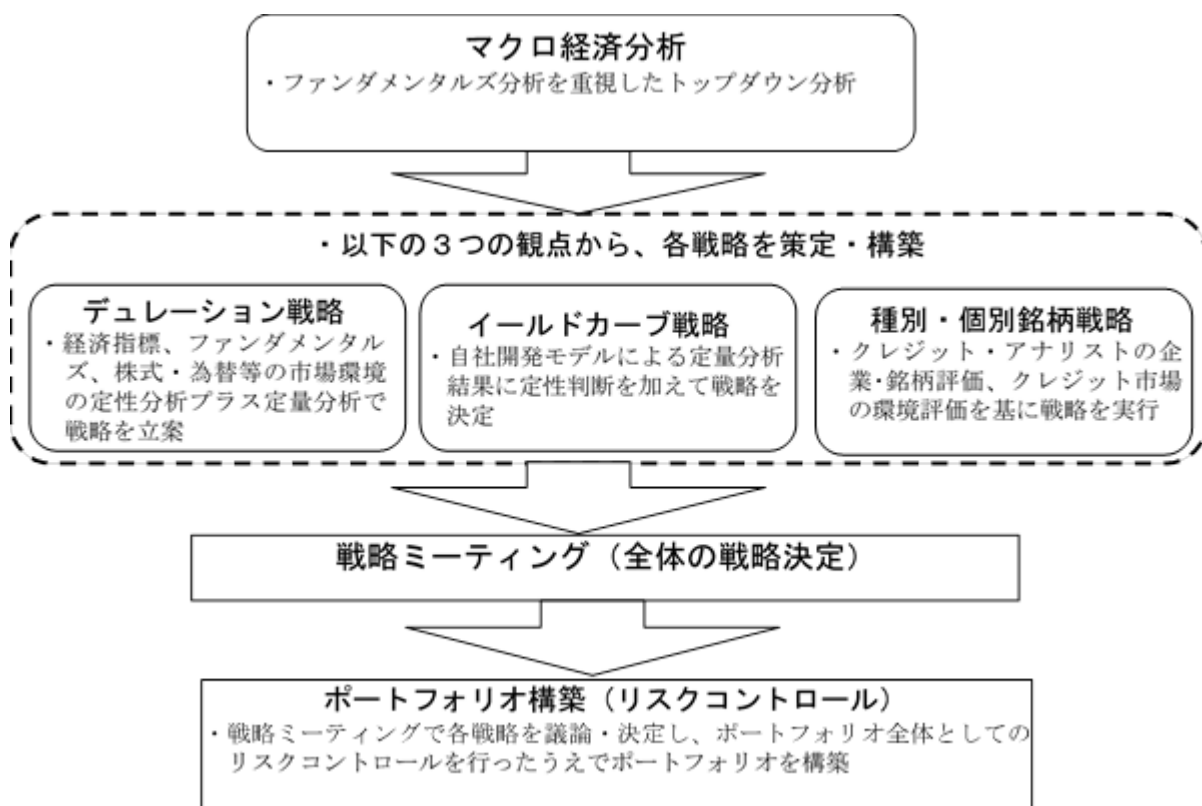 マクロ経済分析
・ファンダメンタルズ分析を重視したトップダウン分析
・以下の3つの観点から、各戦略を策定・構築
デュレーション戦略
・経済指標、ファンダメンタル
ズ、株式・為替等の市場環境
の定性分析プラス定量分析で
戦略を立案
イールドカーブ戦略
・自社開発モデルによる定量分析
結果に定性判断を加えて戦略を
決定
種別・個別銘柄戦略
・クレジット・アナリストの企
業・銘柄評価、クレジット市場
の環境評価を基に戦略を実行
戦略ミーティング（全体の戦略決定）
ポートフォリオ構築（リスクコントロール）
・戦略ミーティングで各戦略を議論・決定し、ポートフォリオ全体としての
リスクコントロールを行ったうえでポートフォリオを構築